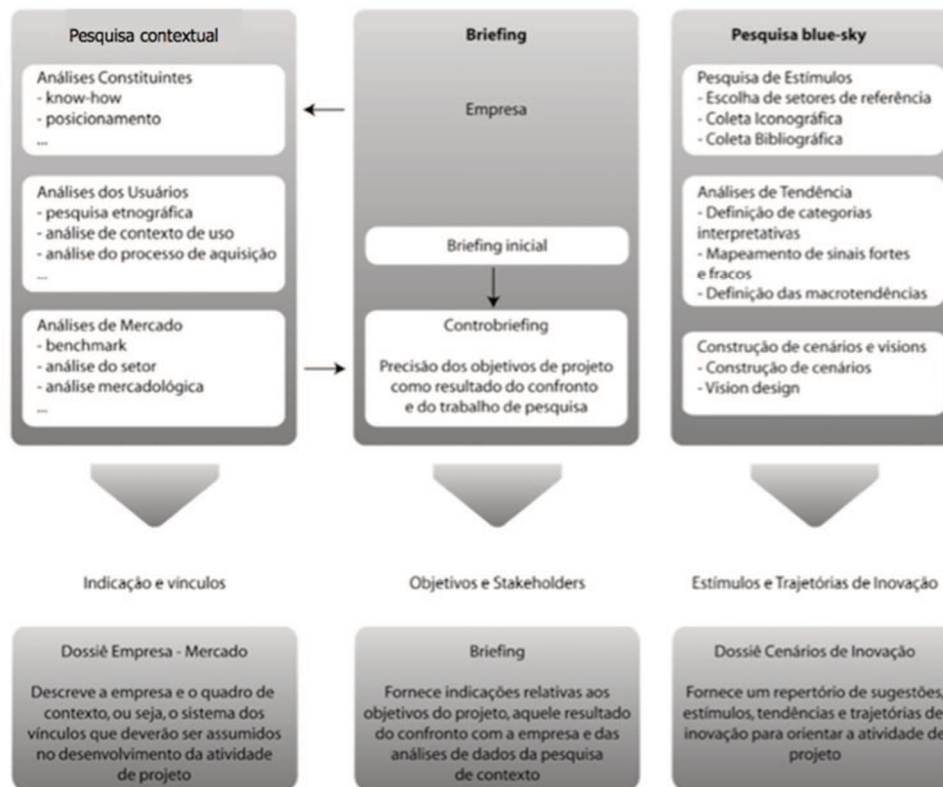 Pesquisa contextual
Análises Constituintes
- know-how
- posicionamento
...
Análises dos Usuários
- pesquisa etnográfica
- análise de contexto de uso
- análise do processo de aquisição
...
Análises de Mercado
- benchmark
- análise do setor
- análise mercadológica
...
Briefing
Empresa
Briefing inicial
Controbriefing
Precisão dos objetivos de projeto
como resultado do confronto
e do trabalho de pesquisa
Pesquisa blue-sky
Pesquisa de Estímulos
- Escolha de setores de referência
- Coleta Iconográfica
- Coleta Bibliográfica
Análises de Tendência
- Definição de categorias
interpretativas
- Mapeamento de sinais fortes
e fracos
- Definição das macrotendências
Construção de cenários e visions
- Construção de cenários
- Vision design
Indicação e vínculos
Objetivos e Stakeholders
Estímulos e Trajetórias de Inovação
Dossiê Empresa - Mercado
Descreve a empresa e o quadro de
contexto, ou seja, o sistema dos
vínculos que deverão ser assumidos
no desenvolvimento da atividade
de projeto
Briefing
Fornece indicações relativas aos
objetivos do projeto, aquele resultado
do confronto com a empresa e das
análises de dados da pesquisa
de contexto
Dossiê Cenários de Inovação
Fornece um repertório de sugestões,
estímulos, tendências e trajetórias de
inovação para orientar a atividade de
projeto